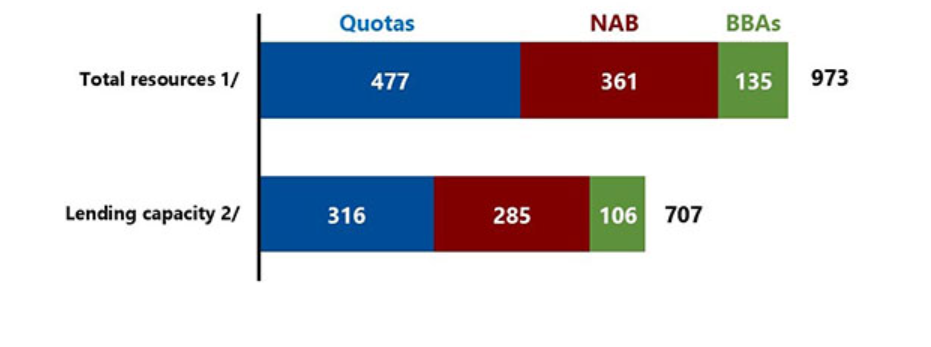 Quotas NAB BBAs
Total resources 1/ 477 361 135 973
Lending capacity 2/ 316 285 106 707